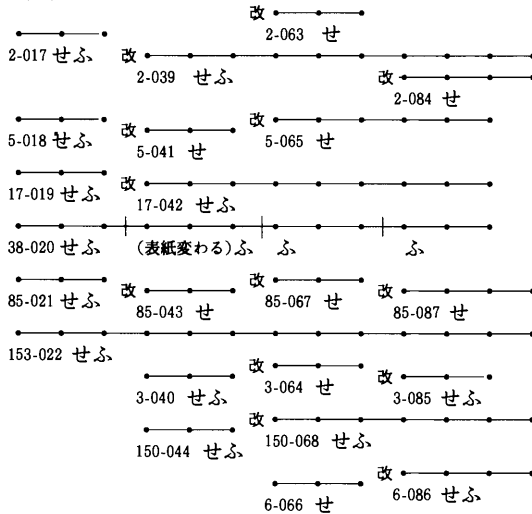 改
2-063 せ
2-017 せふ
改
2-039 せふ
改
2-084 せ
5-018 せふ
改
5-041 せ
改
5-065 せ
17-019 せふ
改
17-042 せふ
38-020 せふ (表紙変わる)ふ ふ ふ
85-021 せふ
改
85-043 せ
改
85-067 せ
改
85-087 せ
153-022 せふ
3-040 せふ
改
3-064 せ
改
3-085 せふ
150-044 せふ
改
150-068 せふ
6-066 せ
改
6-086 せふ